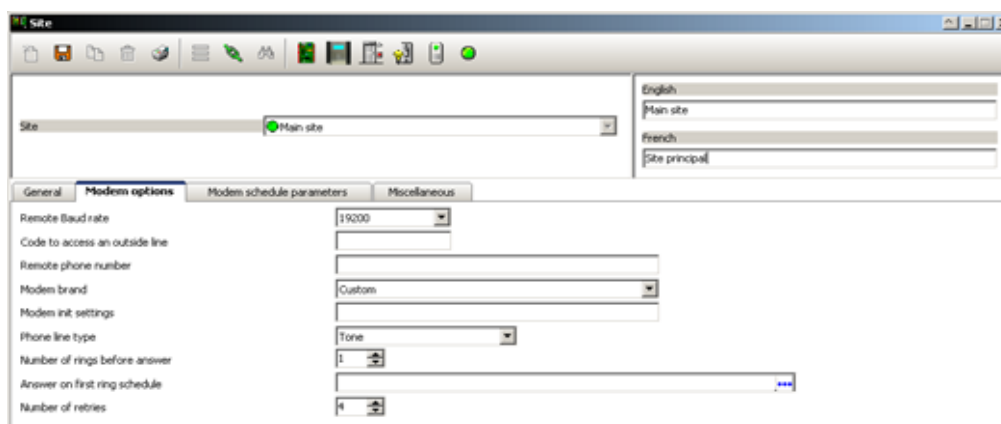 Site
English
Main site
Site Main site
French
Site principal
General Modem options Modem schedule parameters Miscellaneous
Remote Baud rate 19200
Code to access an outside line
Remote phone number
Modem brand Custom
Modem init settings
Phone line type Tone
Number of rings before answer 1
Answer on first ring schedule
Number of retries 4